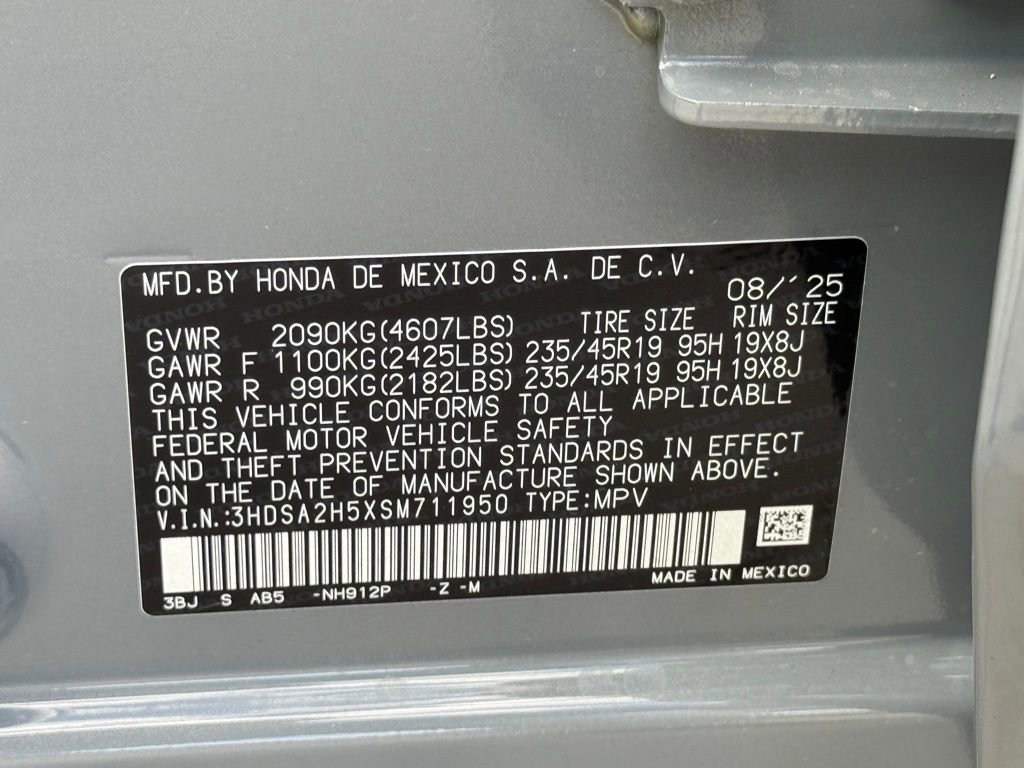 MFD.BY HONDA DE MEXICO S.A. DE C.V.
08/'25
GVWR 2090KG(4607LBS) TIRE SIZE RIM SIZE
GAWR F 1100KG(2425LBS) 235/45R19 95H 19X8J
GAWR R 990KG(2182LBS) 235/45R19 95H 19X8J
THIS VEHICLE CONFORMS TO ALL APPLICABLE
FEDERAL MOTOR VEHICLE SAFETY
AND THEFT PREVENTION STANDARDS IN EFFECT
ON THE DATE OF MANUFACTURE SHOWN ABOVE.
V.I.N.:3HDSA2H5XSM711950 TYPE:MPV
3BJ S AB5 -NH912P -Z -M
MADE IN MEXICO